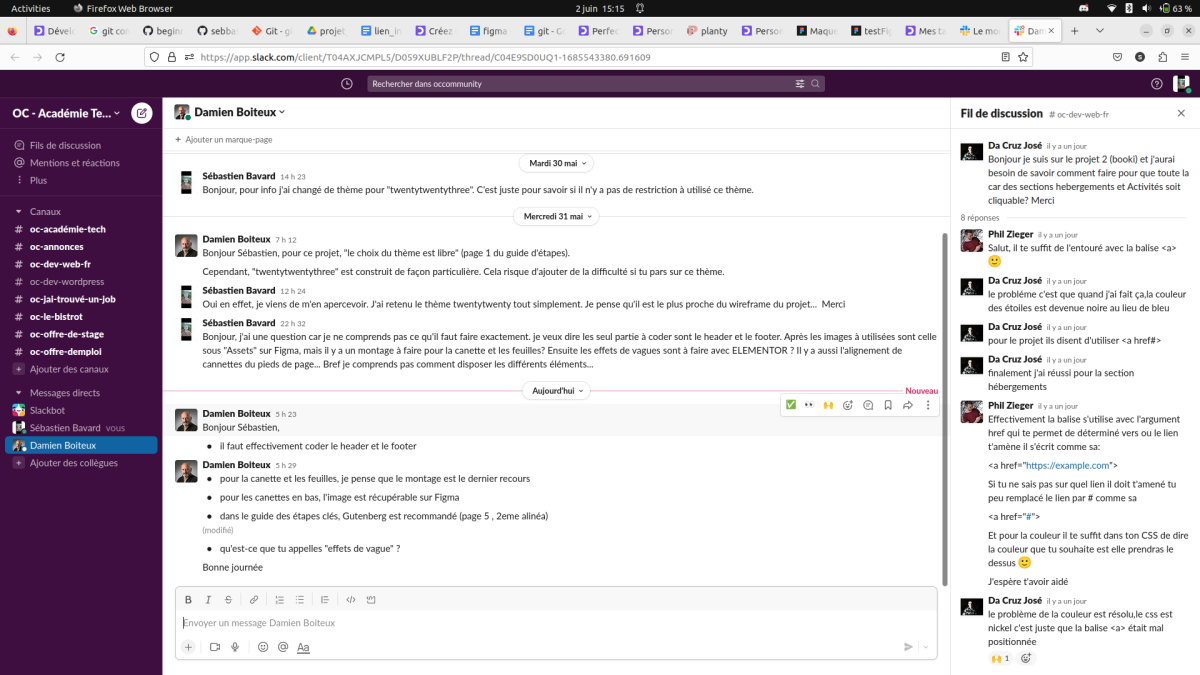 Activities
Firefox Web Browser
2 juin 15:15
63 %
Dévelo
git con
beginc
sebba
Git - gi
projet
lien_in
Créez
figma
git - Go
Perfec
Person
planty
Person
Maque
testFig
Mes ta
Le mo
Dam
https://app.slack.com/client/T04AXJCMPL5/D059XUBLF2P/thread/C04E9SD0UQ1-1685543380.691609
Rechercher dans occommunity
OC - Académie Te...
Fils de discussion
Mentions et réactions
Plus
Canaux
# oc-académie-tech
# oc-annonces
# oc-dev-web-fr
# oc-dev-wordpress
# oc-jai-trouvé-un-job
# oc-le-bistrot
# oc-offre-de-stage
# oc-offre-demploi
+ Ajouter des canaux
Messages directs
Slackbot
Sébastien Bavard vous
Damien Boiteux
+ Ajouter des collègues
Damien Boiteux
+ Ajouter un marque-page
Mardi 30 mai
Sébastien Bavard 14 h 23
Bonjour, pour info j'ai changé de thème pour "twentytwentythree". C'est juste pour savoir si il n'y a pas de restriction à utilisé ce thème.
Mercredi 31 mai
Damien Boiteux 7 h 12
Bonjour Sébastien, pour ce projet, "le choix du thème est libre" (page 1 du guide d'étapes).
Cependant, "twentytwentythree" est construit de façon particulière. Cela risque d'ajouter de la difficulté si tu pars sur ce thème.
Sébastien Bavard 12 h 24
Oui en effet, je viens de m'en apercevoir. J'ai retenu le thème twentytwenty tout simplement. Je pense qu'il est le plus proche du wireframe du projet... Merci
Sébastien Bavard 22 h 32
Bonjour, j'ai une question car je ne comprends pas ce qu'il faut faire exactement. je veux dire les seul partie à coder sont le header et le footer. Après les images à utilisées sont celle
sous "Assets" sur Figma, mais il y a un montage à faire pour la canette et les feuilles? Ensuite les effets de vagues sont à faire avec ELEMENTOR ? Il y a aussi l'alignement de
cannettes du pieds de page... Bref je comprends pas comment disposer les différents éléments...
Aujourd'hui
Nouveau
Damien Boiteux 5 h 23
Bonjour Sébastien,
• il faut effectivement coder le header et le footer
Damien Boiteux 5 h 29
• pour la canette et les feuilles, je pense que le montage est le dernier recours
• pour les canettes en bas, l'image est récupérable sur Figma
• dans le guide des étapes clés, Gutenberg est recommandé (page 5 , 2eme alinéa)
(modifié)
• qu'est-ce que tu appelles "effets de vague" ?
Bonne journée
B I S
Envoyer un message Damien Boiteux
+ @ Aa
Fil de discussion # oc-dev-web-fr
Da Cruz José il y a un jour
Bonjour je suis sur le projet 2 (booki) et j'aurai
besoin de savoir comment faire pour que toute la
car des sections hebergements et Activités soit
cliquable? Merci
8 réponses
Phil Zieger il y a un jour
Salut, il te suffit de l'entouré avec la balise <a>
🙂
Da Cruz José il y a un jour
le probléme c'est que quand j'ai fait ça,la couleur
des étoiles est devenue noire au lieu de bleu
Da Cruz José il y a un jour
pour le projet ils disent d'utiliser <a href#>
Da Cruz José il y a un jour
finalement j'ai réussi pour la section
hébergements
Phil Zieger il y a un jour
Effectivement la balise s'utilise avec l'argument
href qui te permet de déterminé vers ou le lien
t'amène il s'écrit comme sa:
<a href="https://example.com">
Si tu ne sais pas sur quel lien il doit t'amené tu
peu remplacé le lien par # comme sa
<a href="#">
Et pour la couleur il te suffit dans ton CSS de dire
la couleur que tu souhaite est elle prendras le
dessus 🙂
J'espère t'avoir aidé
Da Cruz José il y a un jour
le problème de la couleur est résolu,le css est
nickel c'est juste que la balise <a> était mal
positionnée
🙌 1